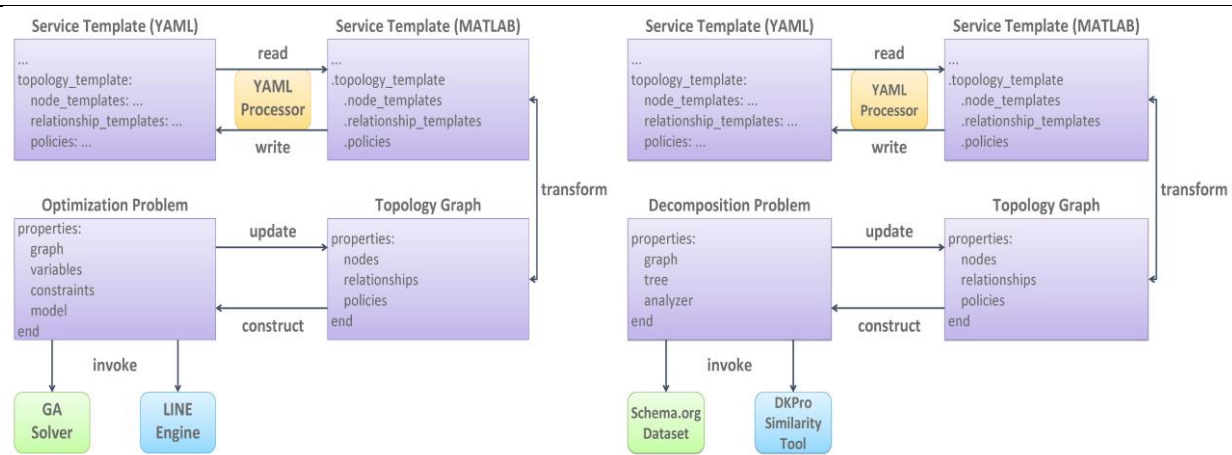 Service Template (YAML)
...
topology_template:
node_templates: ...
relationship_templates: ...
policies: ...
read
YAML
Processor
write
Service Template (MATLAB)
...
.topology_template
.node_templates
.relationship_templates
.policies
transform
Optimization Problem
properties:
graph
variables
constraints
model
end
update
construct
Topology Graph
properties:
nodes
relationships
policies
end
invoke
GA
Solver
LINE
Engine
Service Template (YAML)
...
topology_template:
node_templates: ...
relationship_templates: ...
policies: ...
read
YAML
Processor
write
Service Template (MATLAB)
...
.topology_template
.node_templates
.relationship_templates
.policies
transform
Decomposition Problem
properties:
graph
tree
analyzer
end
update
construct
Topology Graph
properties:
nodes
relationships
policies
end
invoke
Schema.org
Dataset
DKPro
Similarity
Tool